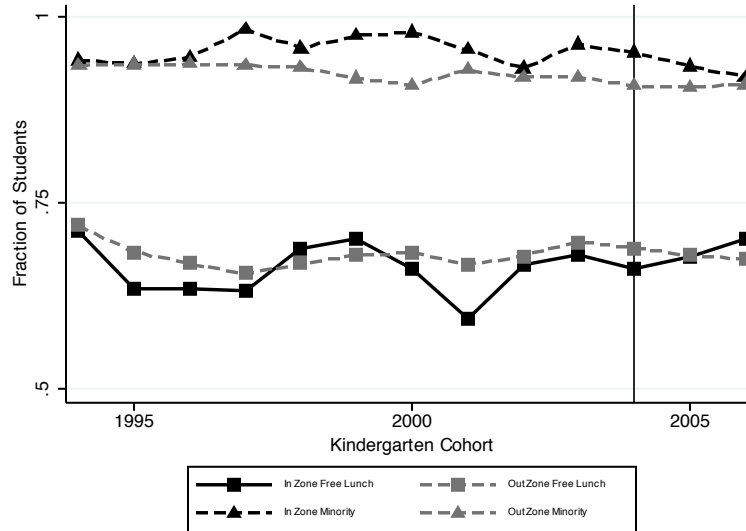 1
.75
.5
Fraction of Students
1995 2000 2005
Kindergarten Cohort
In Zone Free Lunch Out Zone Free Lunch
In Zone Minority Out Zone Minority